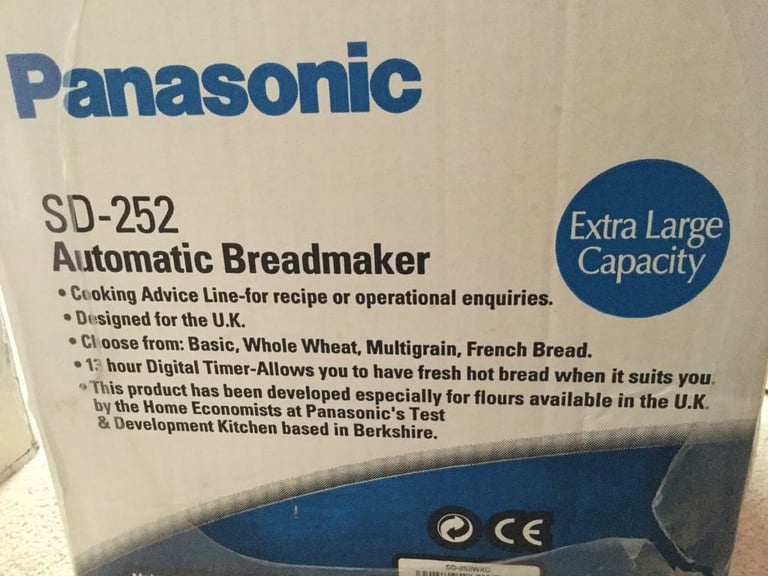 Panasonic
SD-252
Automatic Breadmaker
Extra Large
Capacity
• Cooking Advice Line-for recipe or operational enquiries.
• Designed for the U.K.
• Choose from: Basic, Whole Wheat, Multigrain, French Bread.
• 13 hour Digital Timer-Allows you to have fresh hot bread when it suits you.
• This product has been developed especially for flours available in the U.K.
by the Home Economists at Panasonic's Test
& Development Kitchen based in Berkshire.
CE
SD-252WXC